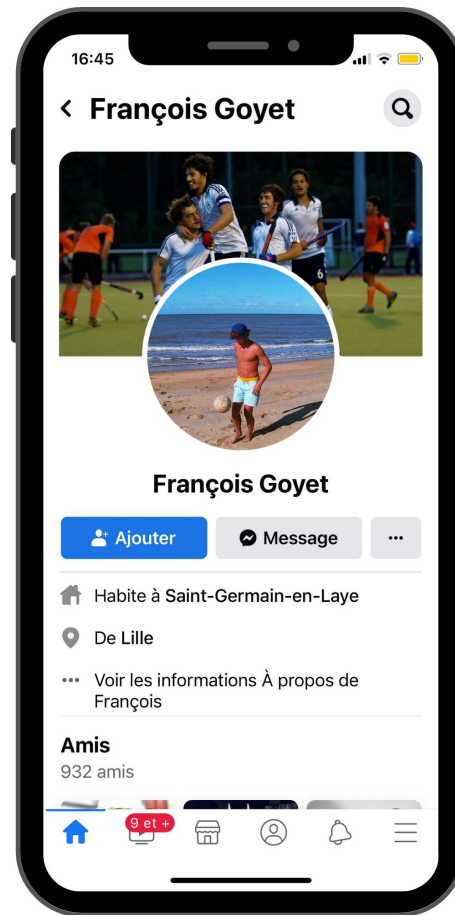 16:45
François Goyet
6
François Goyet
Ajouter
Message
Habite à Saint-Germain-en-Laye
De Lille
Voir les informations À propos de
François
Amis
932 amis
9 et +